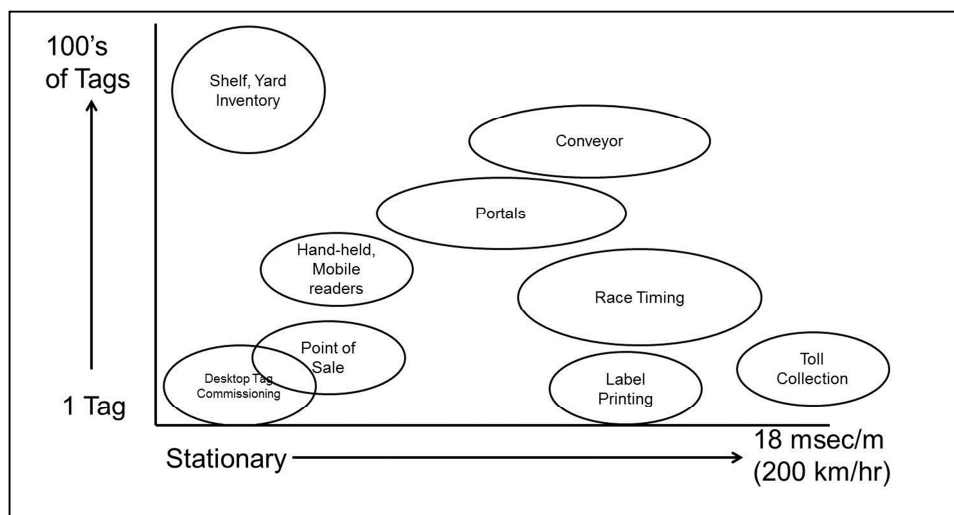 100's
of Tags
Shelf, Yard
Inventory
Conveyor
Portals
Hand-held,
Mobile
readers
Race Timing
Point of
Sale
Desktop Tag
Commissioning
Label
Printing
Toll
Collection
1 Tag
Stationary
18 msec/m
(200 km/hr)